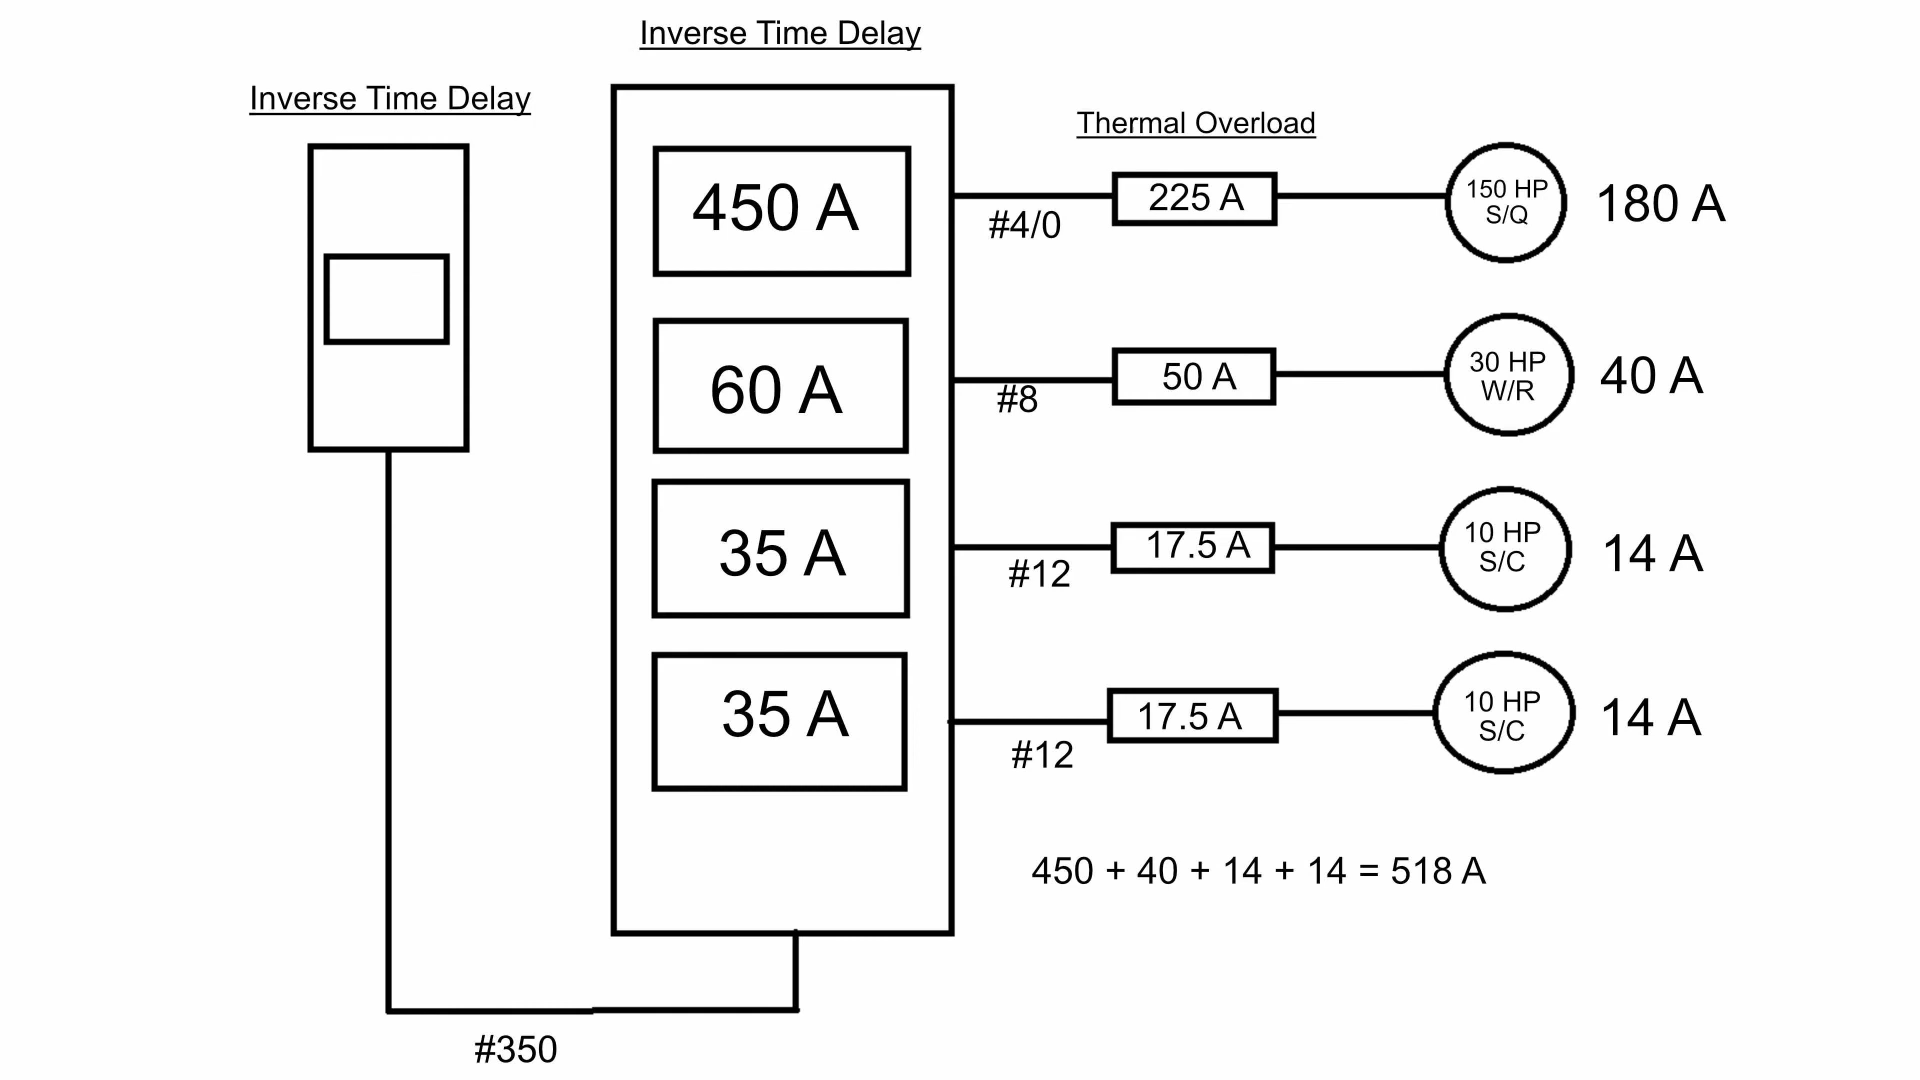 Inverse Time Delay
Inverse Time Delay
Thermal Overload
450 A
#4/0
225 A
150 HP
S/Q
180 A
60 A
#8
50 A
30 HP
W/R
40 A
35 A
#12
17.5 A
10 HP
S/C
14 A
35 A
#12
17.5 A
10 HP
S/C
14 A
450 + 40 + 14 + 14 = 518 A
#350